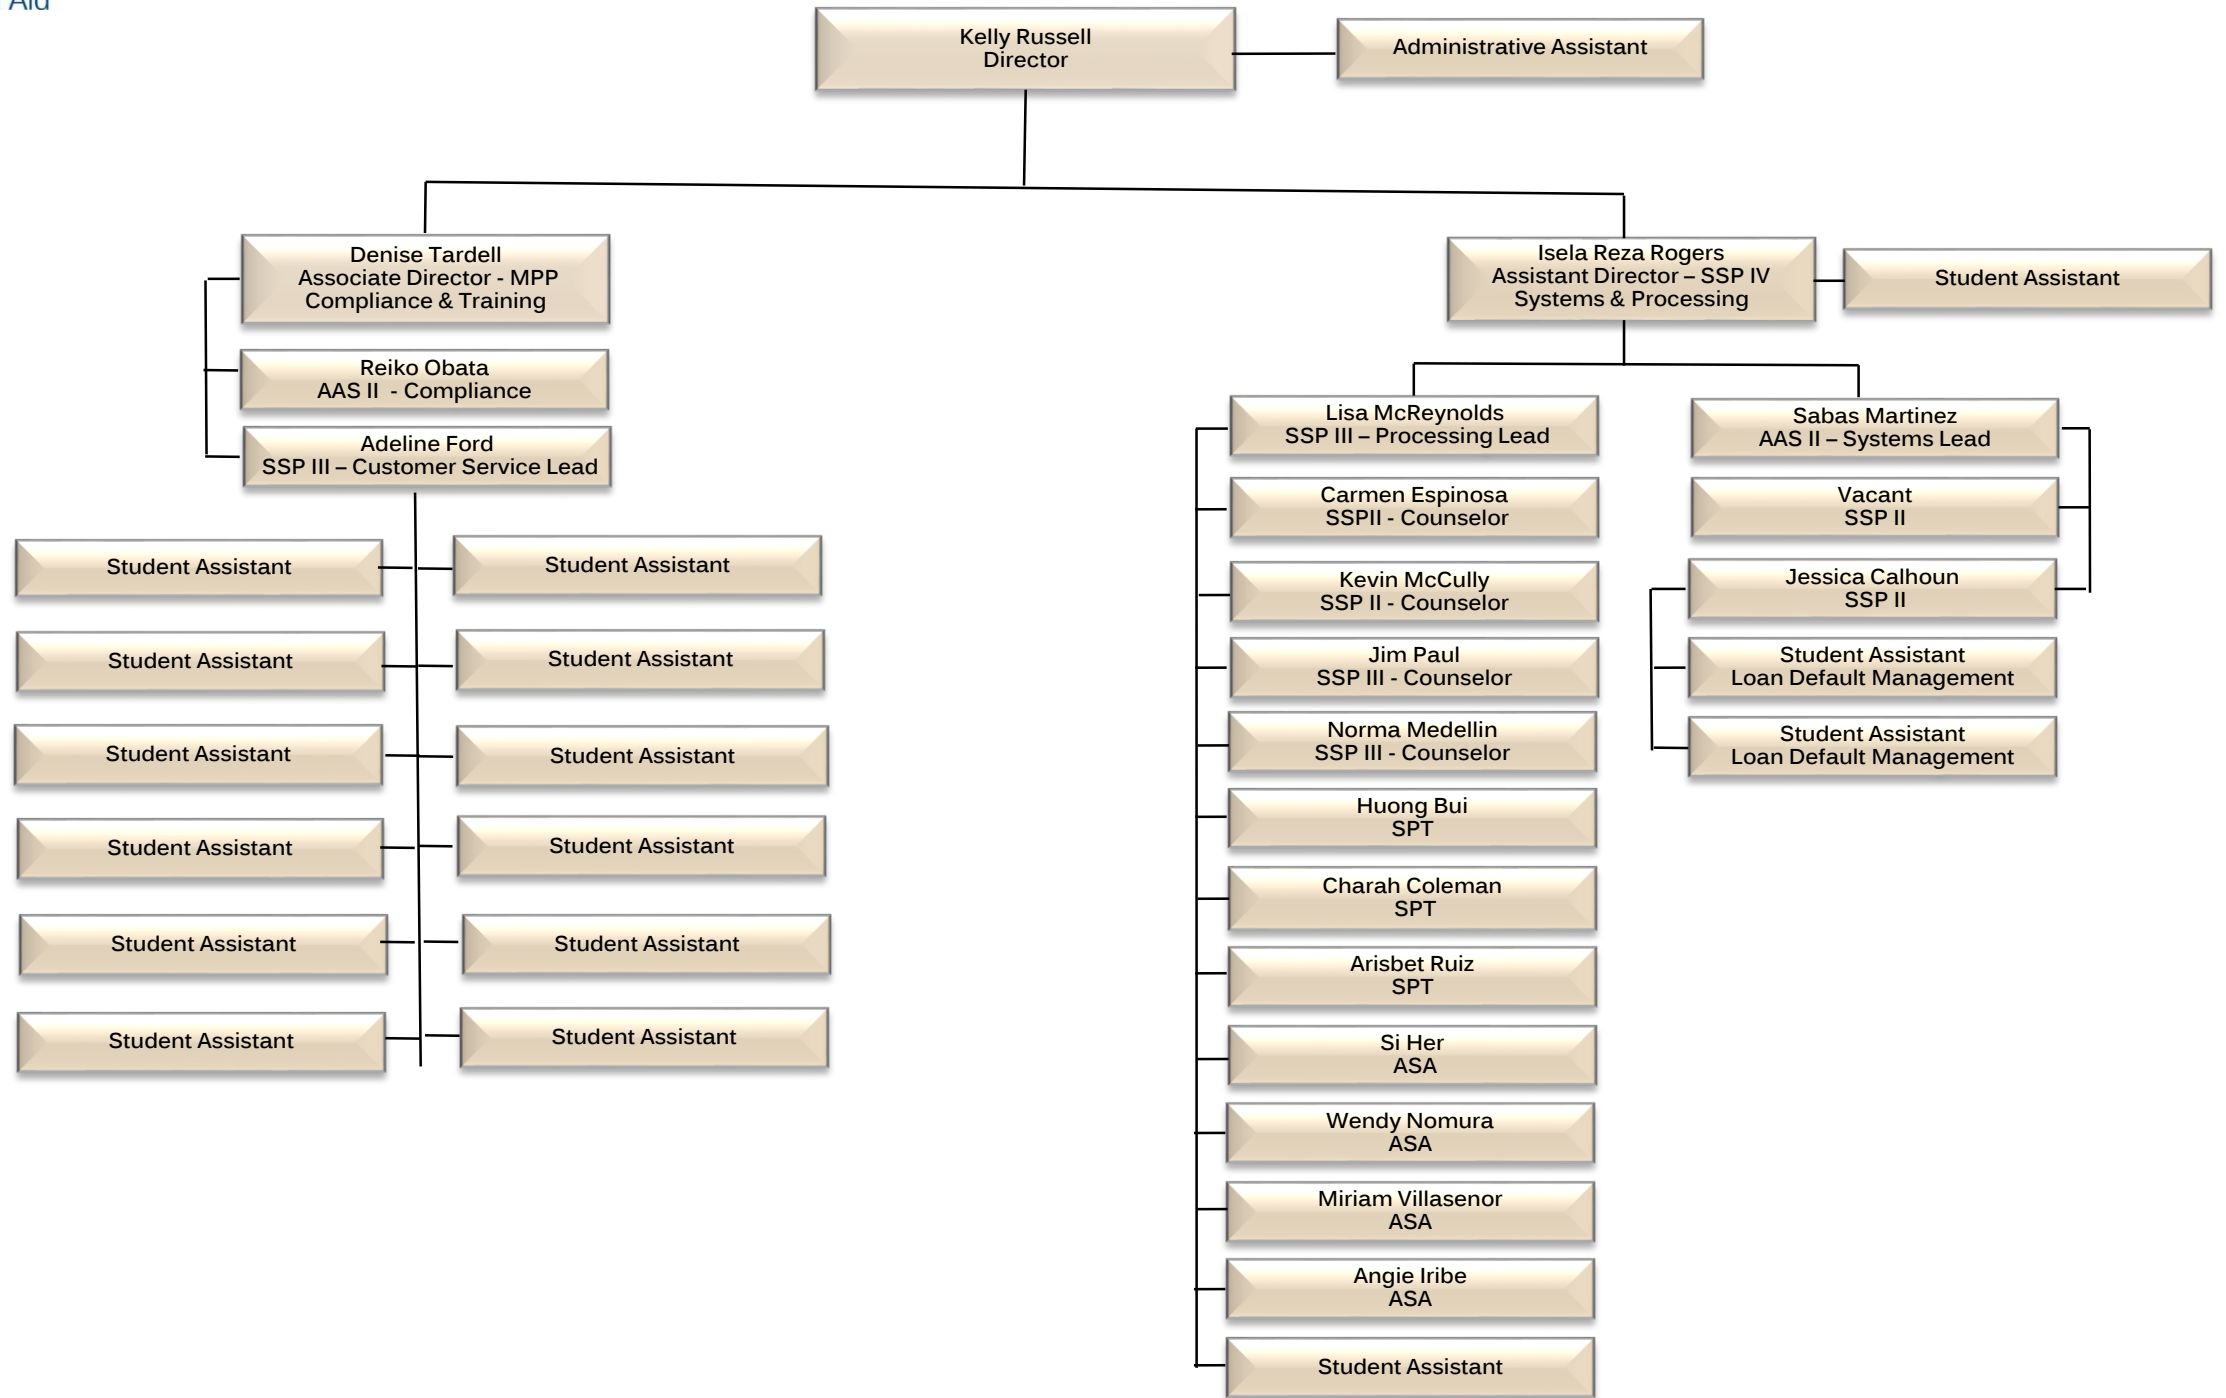 Aid
Kelly Russell
Director
Administrative Assistant
Denise Tardell
Associate Director - MPP
Compliance & Training
Reiko Obata
AAS II  - Compliance
Adeline Ford
SSP III – Customer Service Lead
Student Assistant
Student Assistant
Student Assistant
Student Assistant
Student Assistant
Student Assistant
Student Assistant
Student Assistant
Student Assistant
Student Assistant
Student Assistant
Student Assistant
Isela Reza Rogers
Assistant Director – SSP IV
Systems & Processing
Student Assistant
Lisa McReynolds
SSP III – Processing Lead
Carmen Espinosa
SSPII - Counselor
Kevin McCully
SSP II - Counselor
Jim Paul
SSP III - Counselor
Norma Medellin
SSP III - Counselor
Huong Bui
SPT
Charah Coleman
SPT
Arisbet Ruiz
SPT
Si Her
ASA
Wendy Nomura
ASA
Miriam Villasenor
ASA
Angie Iribe
ASA
Student Assistant
Sabas Martinez
AAS II – Systems Lead
Vacant
SSP II
Jessica Calhoun
SSP II
Student Assistant
Loan Default Management
Student Assistant
Loan Default Management